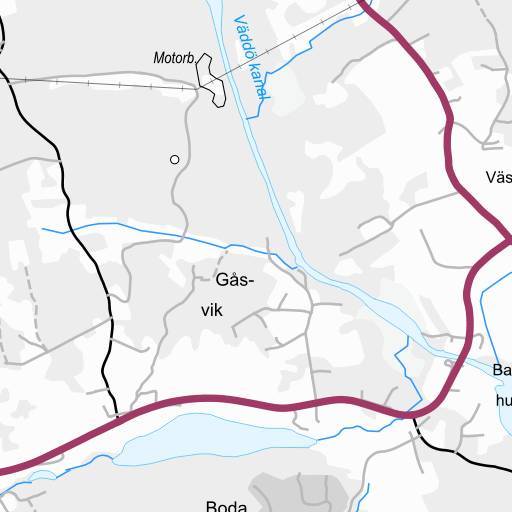 Väddö kanal
Motorb.
Väs
Gås-
vik
Ba
hu
Boda